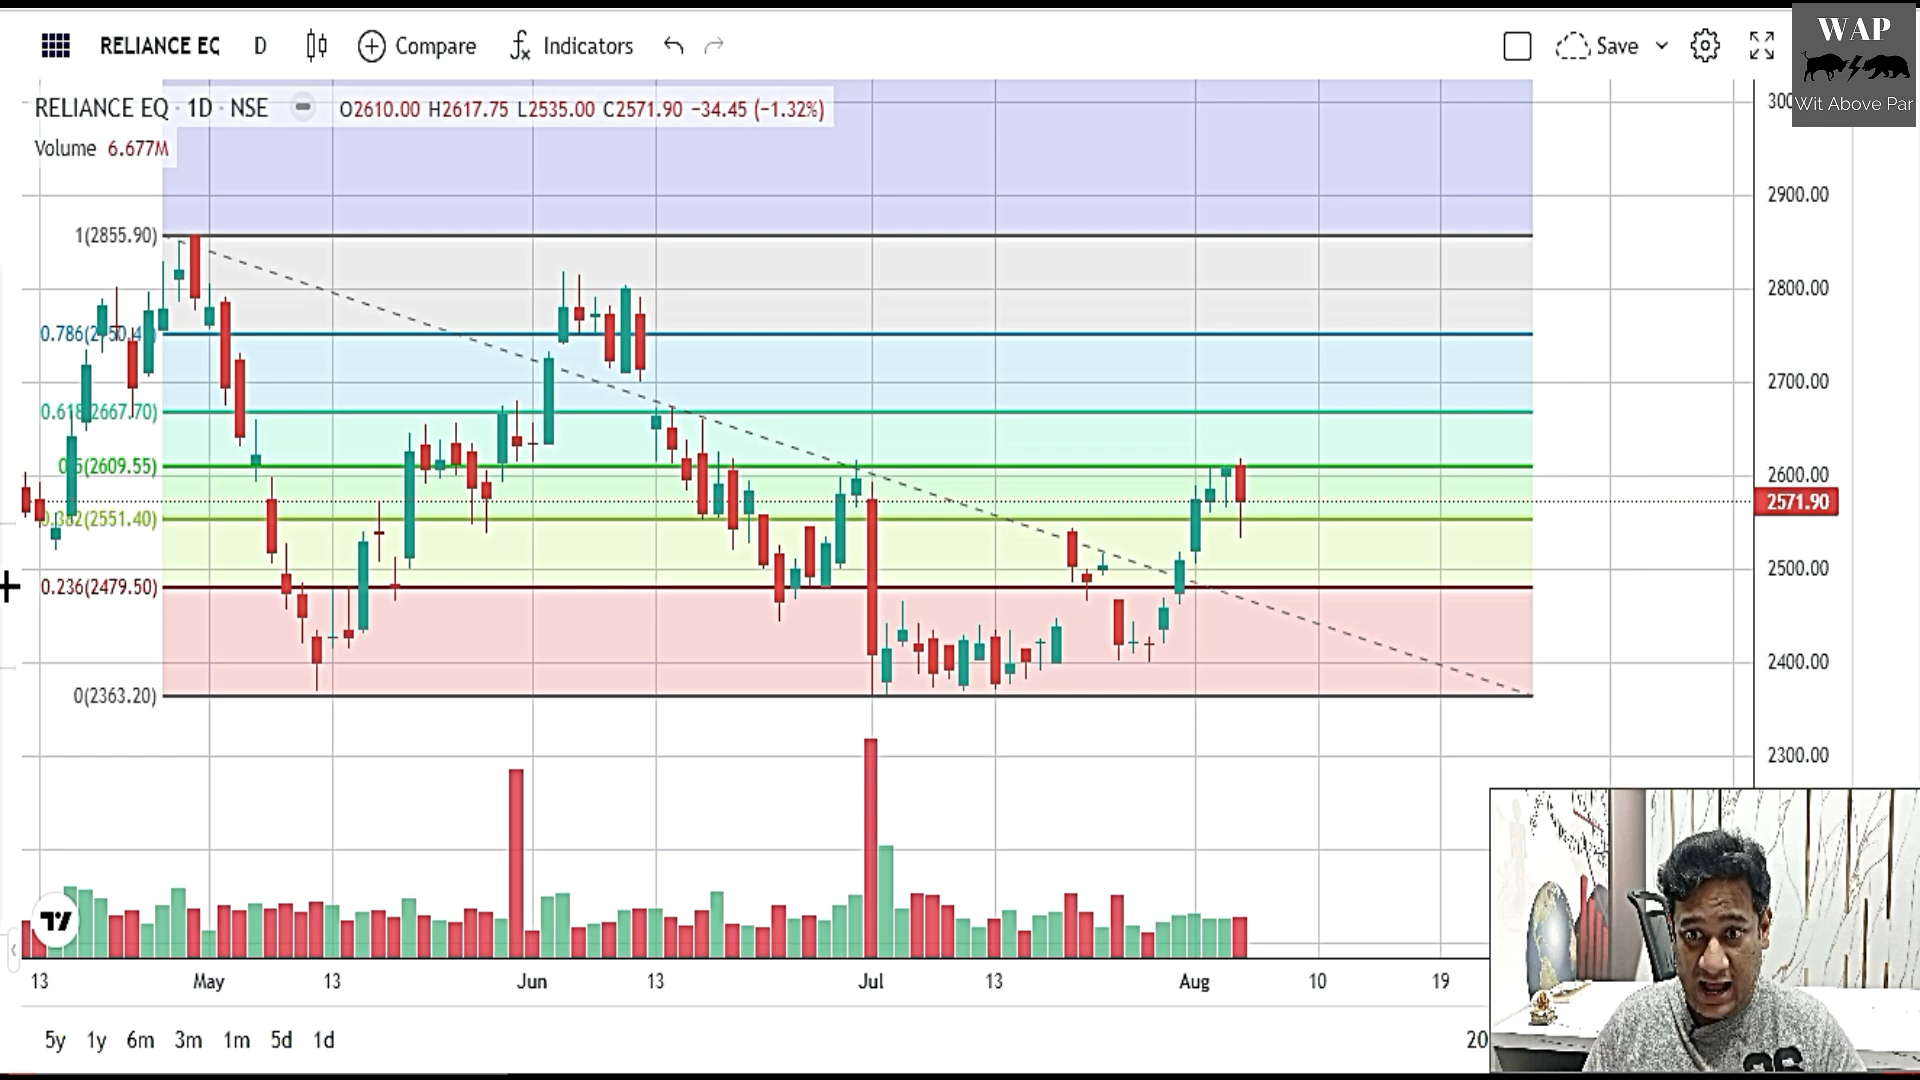 RELIANCE EQ D Compare Indicators Save
WAP
Wit Above Par
RELIANCE EQ · 1D · NSE O2610.00 H2617.75 L2535.00 C2571.90 −34.45 (−1.32%)
Volume 6.677M
2900.00
1(2855.90)
2800.00
2700.00
0.618(2667.70)
0.5(2609.55)
2600.00
2571.90
0.382(2551.40)
2500.00
0.236(2479.50)
2400.00
0(2363.20)
2300.00
13 May 13 Jun 13 Jul 13 Aug 10 19
5y 1y 6m 3m 1m 5d 1d